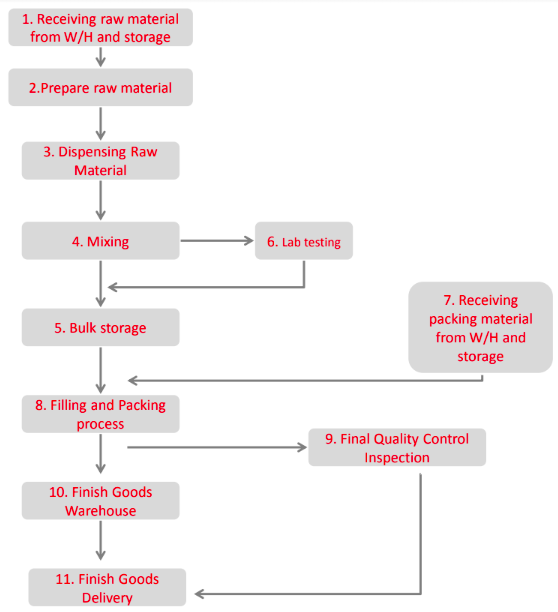 1. Receiving raw material
from W/H and storage
2.Prepare raw material
3. Dispensing Raw
Material
4. Mixing
6. Lab testing
5. Bulk storage
7. Receiving
packing material
from W/H and
storage
8. Filling and Packing
process
9. Final Quality Control
Inspection
10. Finish Goods
Warehouse
11. Finish Goods
Delivery